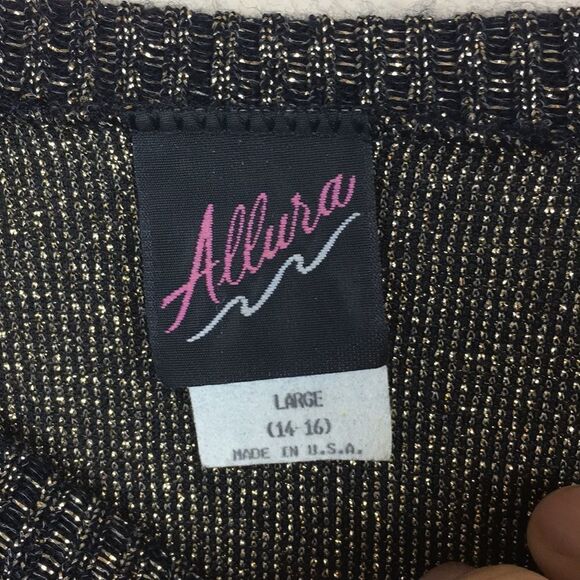 Allura
LARGE
(14-16)
MADE IN U.S.A.